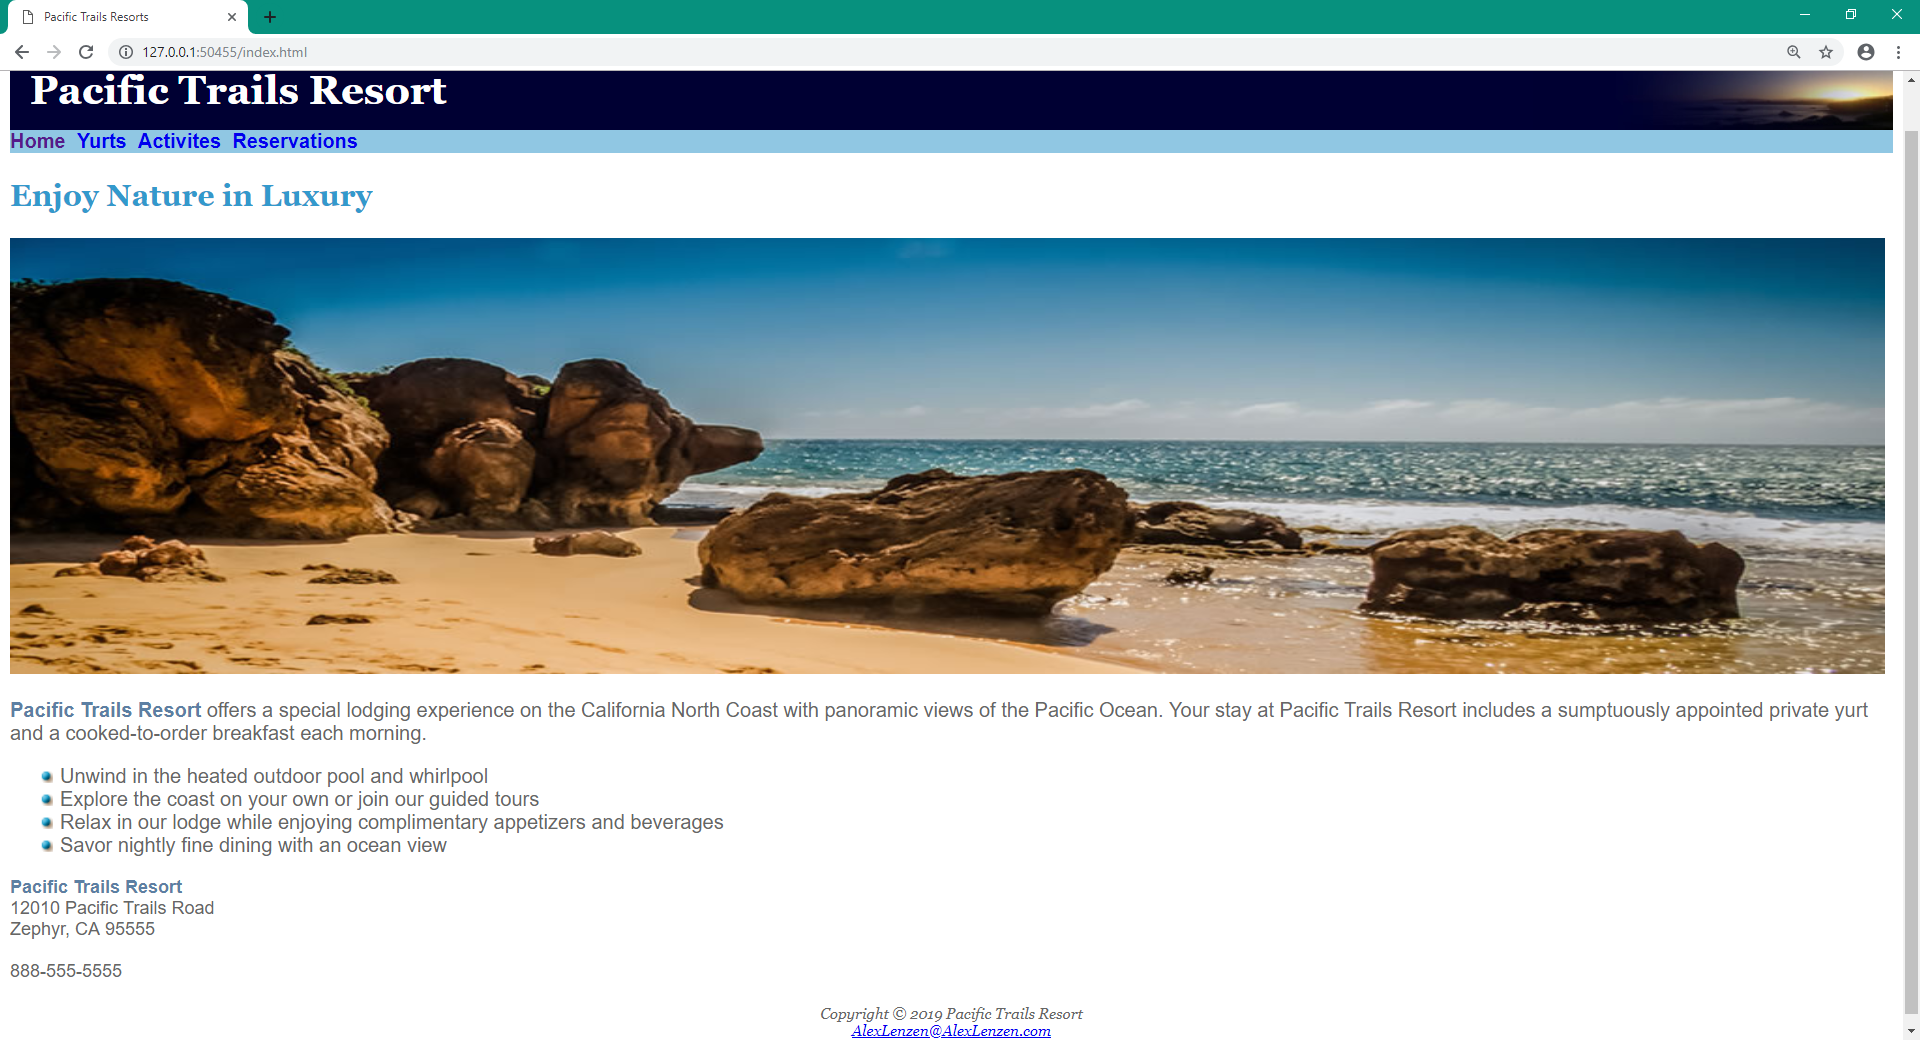 Pacific Trails Resorts
127.0.0.1:50455/index.html
Pacific Trails Resort
Home Yurts Activites Reservations
Enjoy Nature in Luxury
Pacific Trails Resort offers a special lodging experience on the California North Coast with panoramic views of the Pacific Ocean. Your stay at Pacific Trails Resort includes a sumptuously appointed private yurt
and a cooked-to-order breakfast each morning.
Unwind in the heated outdoor pool and whirlpool
Explore the coast on your own or join our guided tours
Relax in our lodge while enjoying complimentary appetizers and beverages
Savor nightly fine dining with an ocean view
Pacific Trails Resort
12010 Pacific Trails Road
Zephyr, CA 95555
888-555-5555
Copyright © 2019 Pacific Trails Resort
AlexLenzen@AlexLenzen.com